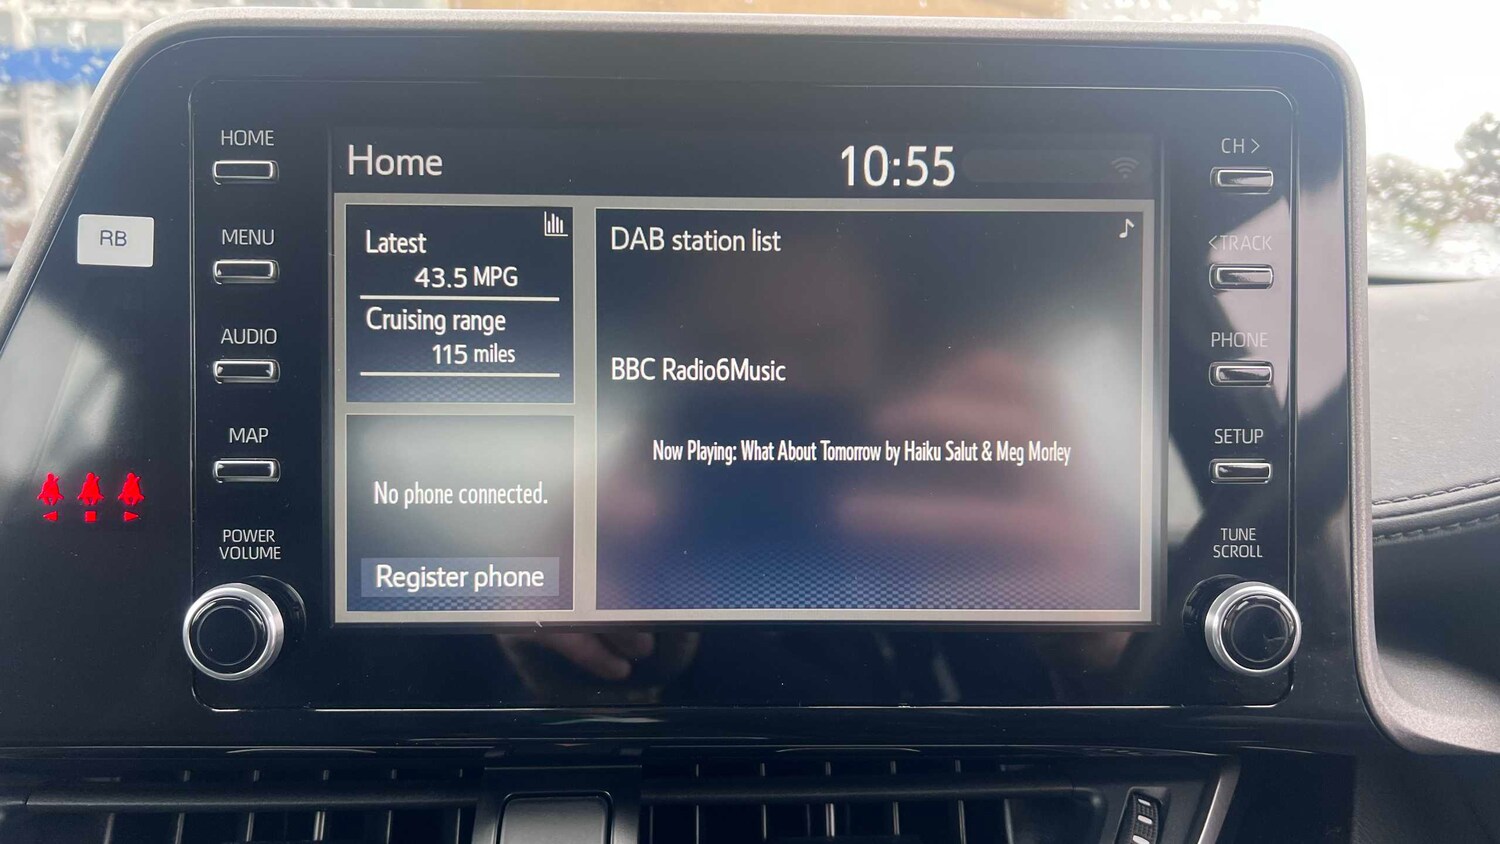 HOME
MENU
AUDIO
MAP
POWER
VOLUME
RB
Home
10:55
Latest
43.5 MPG
Cruising range
115 miles
No phone connected.
Register phone
DAB station list
BBC Radio6Music
Now Playing: What About Tomorrow by Haiku Salut & Meg Morley
CH >
< TRACK
PHONE
SETUP
TUNE
SCROLL